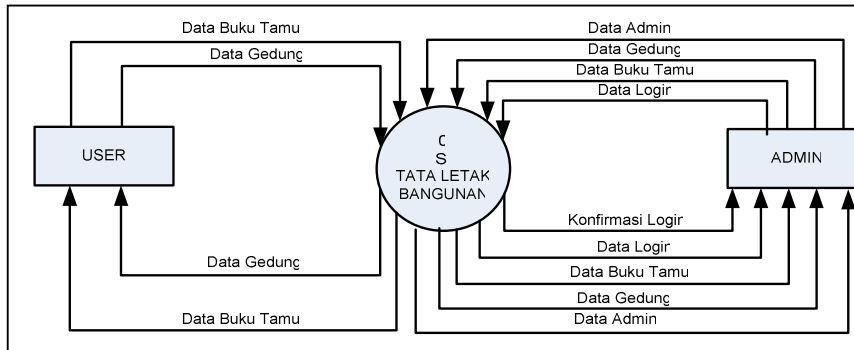 Data Buku Tamu
Data Gedung
Data Admin
Data Gedung
Data Buku Tamu
Data Login
USER
S
TATA LETAK
BANGUNAN
ADMIN
Konfirmasi Login
Data Login
Data Gedung
Data Buku Tamu
Data Gedung
Data Buku Tamu
Data Admin